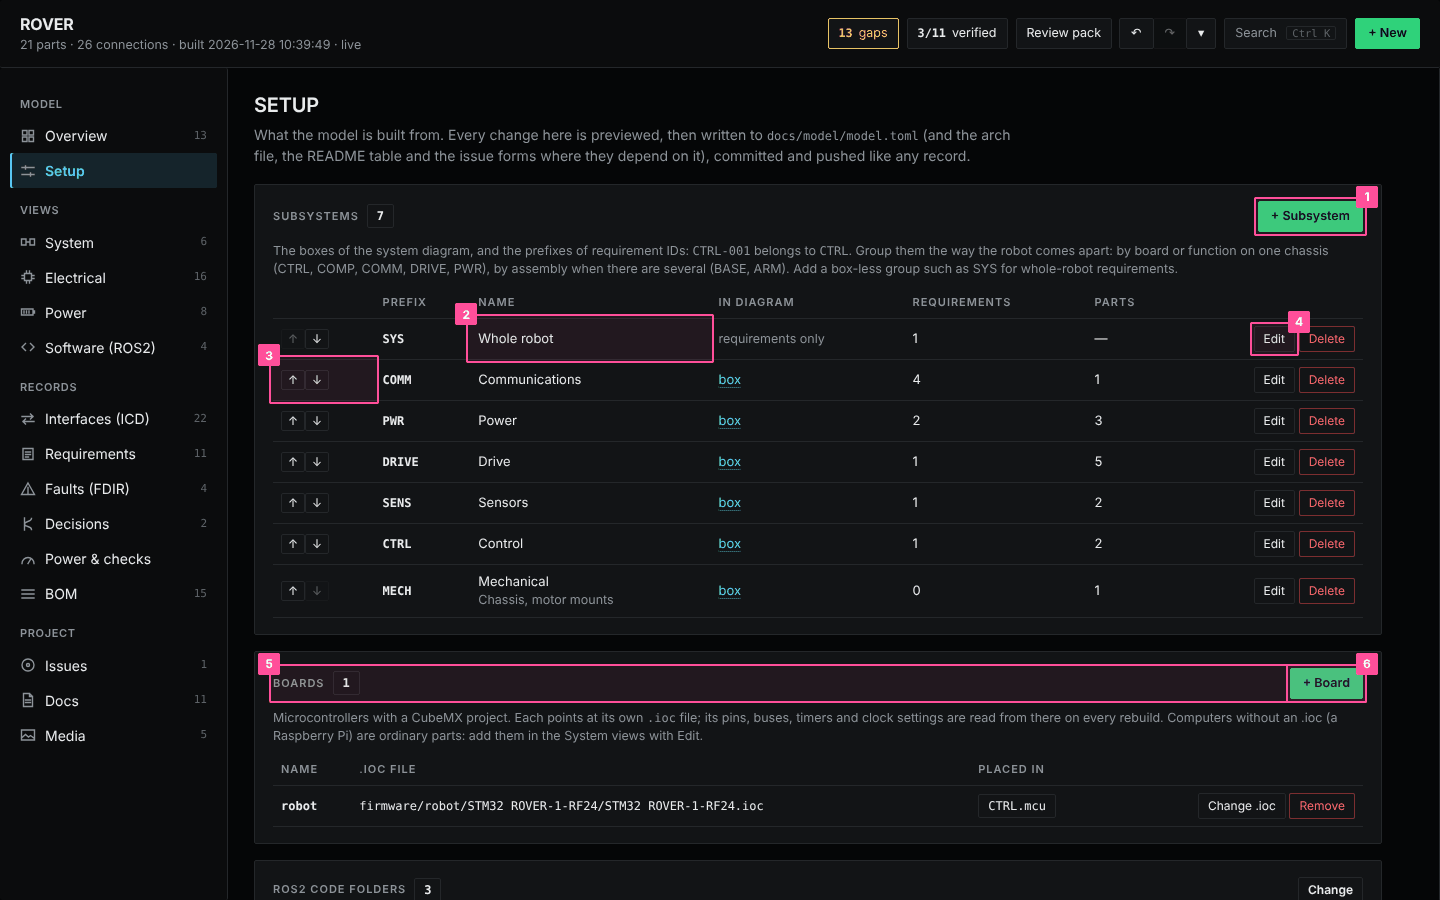 ROVER
21 parts · 26 connections · built 2026-11-28 10:39:49 · live
13 gaps
3/11 verified
Review pack
↶ ↷ ▾
Search Ctrl K
+ New
MODEL
Overview 13
Setup
VIEWS
System 6
Electrical 16
Power 8
Software (ROS2) 4
RECORDS
Interfaces (ICD) 22
Requirements 11
Faults (FDIR) 4
Decisions 2
Power & checks
BOM 15
PROJECT
Issues 1
Docs 11
Media 5
SETUP
What the model is built from. Every change here is previewed, then written to docs/model/model.toml (and the arch
file, the README table and the issue forms where they depend on it), committed and pushed like any record.
SUBSYSTEMS 7
+ Subsystem 1
The boxes of the system diagram, and the prefixes of requirement IDs: CTRL-001 belongs to CTRL. Group them the way the robot comes apart: by board or function on one chassis
(CTRL, COMP, COMM, DRIVE, PWR), by assembly when there are several (BASE, ARM). Add a box-less group such as SYS for whole-robot requirements.
PREFIX NAME IN DIAGRAM REQUIREMENTS PARTS
2
4
↑ ↓ SYS Whole robot requirements only 1 — Edit Delete
3
↑ ↓ COMM Communications box 4 1 Edit Delete
↑ ↓ PWR Power box 2 3 Edit Delete
↑ ↓ DRIVE Drive box 1 5 Edit Delete
↑ ↓ SENS Sensors box 1 2 Edit Delete
↑ ↓ CTRL Control box 1 2 Edit Delete
↑ ↓ MECH Mechanical box 0 1 Edit Delete
Chassis, motor mounts
5
6
BOARDS 1
+ Board
Microcontrollers with a CubeMX project. Each points at its own .ioc file; its pins, buses, timers and clock settings are read from there on every rebuild. Computers without an .ioc (a
Raspberry Pi) are ordinary parts: add them in the System views with Edit.
NAME .IOC FILE PLACED IN
robot firmware/robot/STM32 ROVER-1-RF24/STM32 ROVER-1-RF24.ioc CTRL.mcu Change .ioc Remove
ROS2 CODE FOLDERS 3
Change